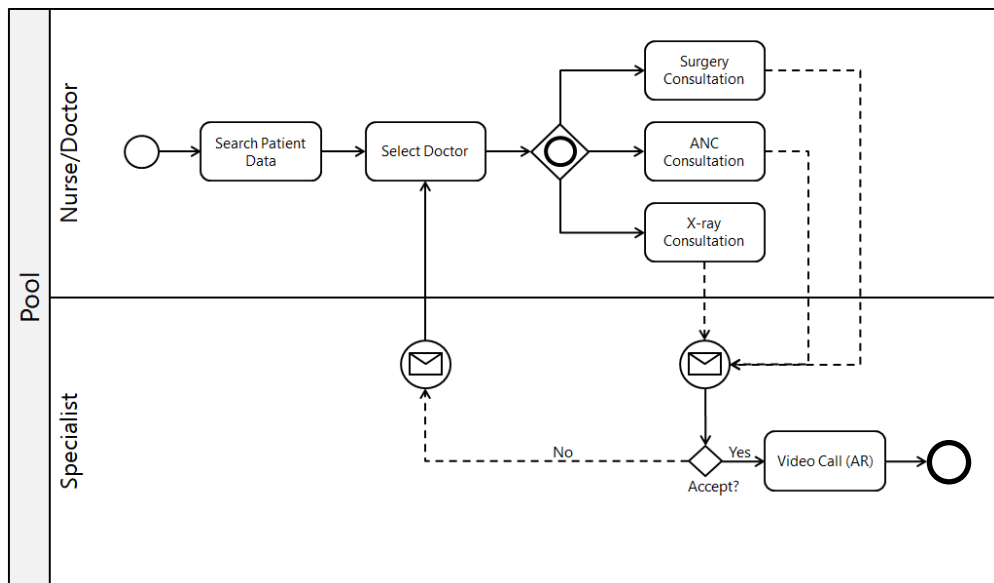 Pool
Nurse/Doctor
Search Patient
Data
Select Doctor
Surgery
Consultation
ANC
Consultation
X-ray
Consultation
Specialist
No
Yes
Accept?
Video Call (AR)